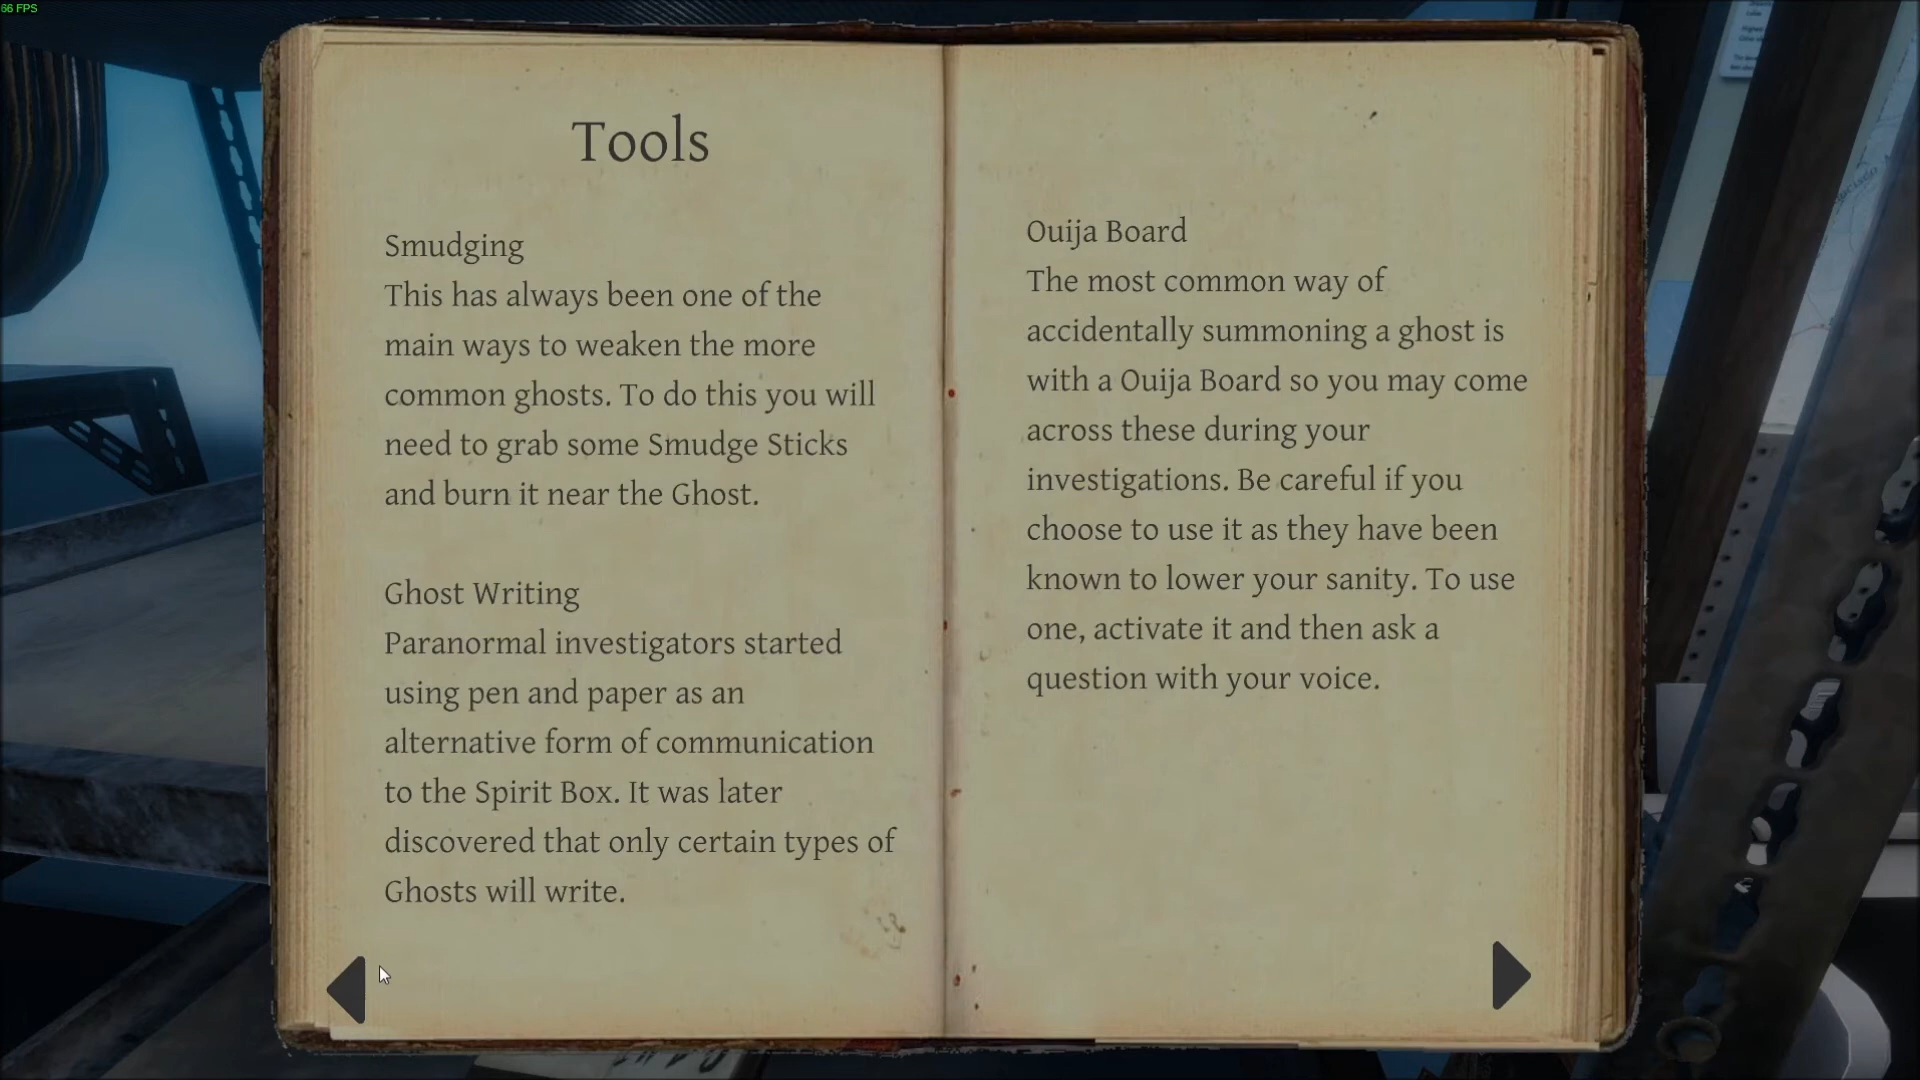 66 FPS
Tools
Smudging
This has always been one of the
main ways to weaken the more
common ghosts. To do this you will
need to grab some Smudge Sticks
and burn it near the Ghost.
Ghost Writing
Paranormal investigators started
using pen and paper as an
alternative form of communication
to the Spirit Box. It was later
discovered that only certain types of
Ghosts will write.
Ouija Board
The most common way of
accidentally summoning a ghost is
with a Ouija Board so you may come
across these during your
investigations. Be careful if you
choose to use it as they have been
known to lower your sanity. To use
one, activate it and then ask a
question with your voice.